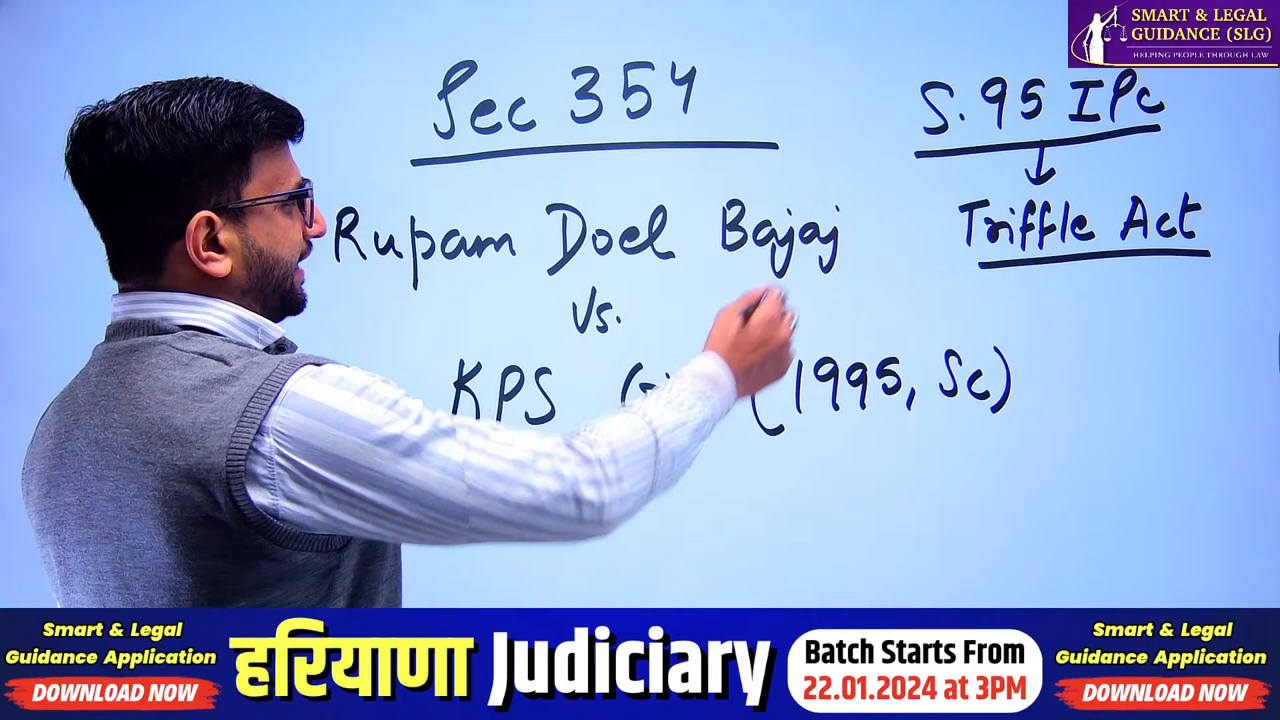 SMART & LEGAL
GUIDANCE (SLG)
HELPING PEOPLE THROUGH LAW
Sec 354
S. 95 IPC
Triffle Act
Rupam Doel Bajaj
Vs.
KPS (1995, SC)
Smart & Legal
Guidance Application
DOWNLOAD NOW
हरियाणा Judiciary
Batch Starts From
22.01.2024 at 3PM
Smart & Legal
Guidance Application
DOWNLOAD NOW